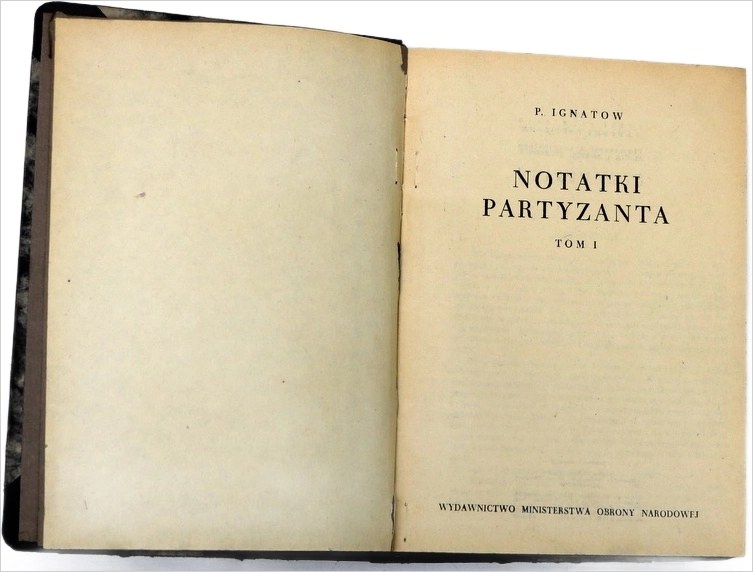 P. IGNATOW
NOTATKI
PARTYZANTA
TOM I
WYDAWNICTWO MINISTERSTWA OBRONY NARODOWEJ